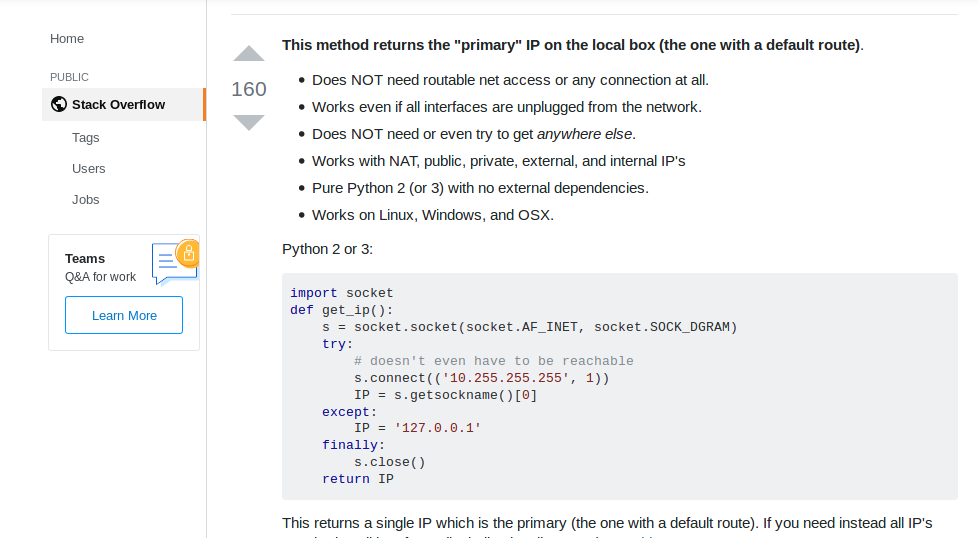 Home
PUBLIC
Stack Overflow
Tags
Users
Jobs
Teams
Q&A for work
Learn More
160
This method returns the "primary" IP on the local box (the one with a default route).
• Does NOT need routable net access or any connection at all.
• Works even if all interfaces are unplugged from the network.
• Does NOT need or even try to get anywhere else.
• Works with NAT, public, private, external, and internal IP's
• Pure Python 2 (or 3) with no external dependencies.
• Works on Linux, Windows, and OSX.
Python 2 or 3:
import socket
def get_ip():
    s = socket.socket(socket.AF_INET, socket.SOCK_DGRAM)
    try:
        # doesn't even have to be reachable
        s.connect(('10.255.255.255', 1))
        IP = s.getsockname()[0]
    except:
        IP = '127.0.0.1'
    finally:
        s.close()
    return IP
This returns a single IP which is the primary (the one with a default route). If you need instead all IP's